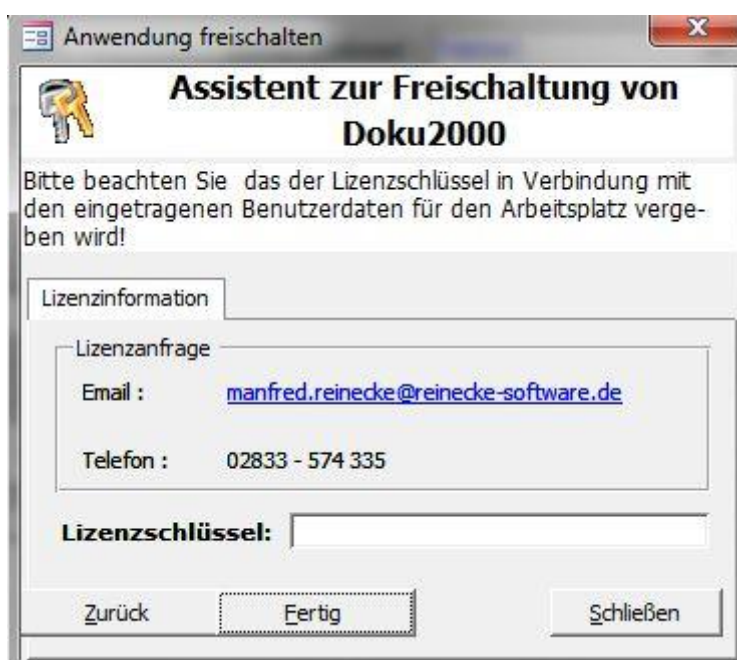 Anwendung freischalten
Assistent zur Freischaltung von
Doku2000
Bitte beachten Sie das der Lizenzschlüssel in Verbindung mit
den eingetragenen Benutzerdaten für den Arbeitsplatz verge-
ben wird!
Lizenzinformation
Lizenzanfrage
Email : manfred.reinecke@reinecke-software.de
Telefon : 02833 - 574 335
Lizenzschlüssel:
Zurück Fertig Schließen